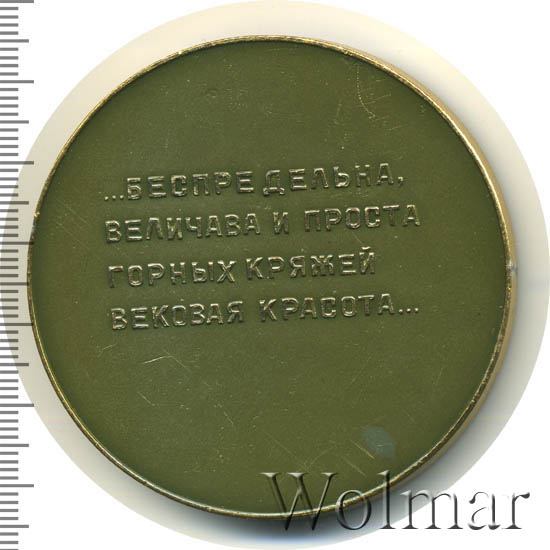 ...БЕСПРЕДЕЛЬНА,
ВЕЛИЧАВА И ПРОСТА
ГОРНЫХ КРЯЖЕЙ
ВЕКОВАЯ КРАСОТА...
Wolmar